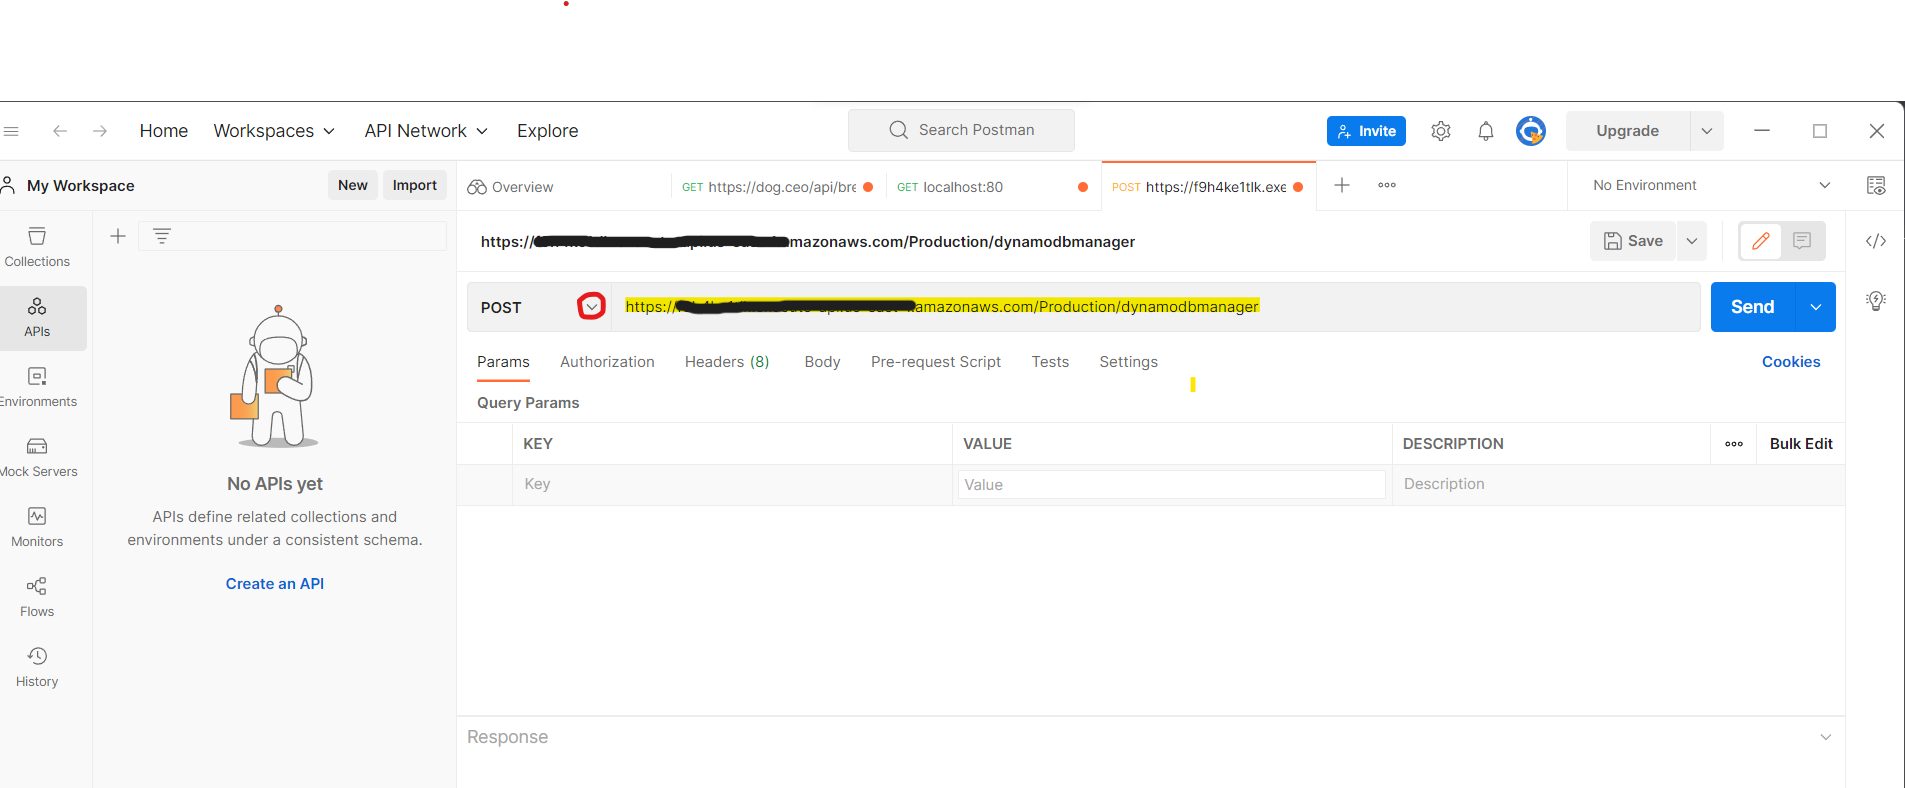 Home Workspaces API Network Explore Search Postman Invite Upgrade
My Workspace New Import Overview GET https://dog.ceo/api/bre GET localhost:80 POST https://f9h4ke1tlk.exe No Environment
https:// mazonaws.com/Production/dynamodbmanager Save
Collections
POST https:// amazonaws.com/Production/dynamodbmanager Send
APIs
Params Authorization Headers (8) Body Pre-request Script Tests Settings Cookies
Environments
Query Params
KEY VALUE DESCRIPTION Bulk Edit
Mock Servers
Key Value Description
No APIs yet
APIs define related collections and
environments under a consistent schema.
Monitors
Create an API
Flows
History
Response